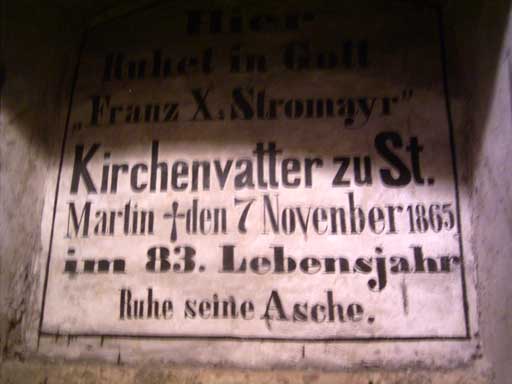 Hier
Ruhet in Gott
„Franz X. Stromayr”
Kirchenvatter zu St.
Martin † den 7 Novenber 1865
im 83. Lebensjahr
Ruhe seine Asche.